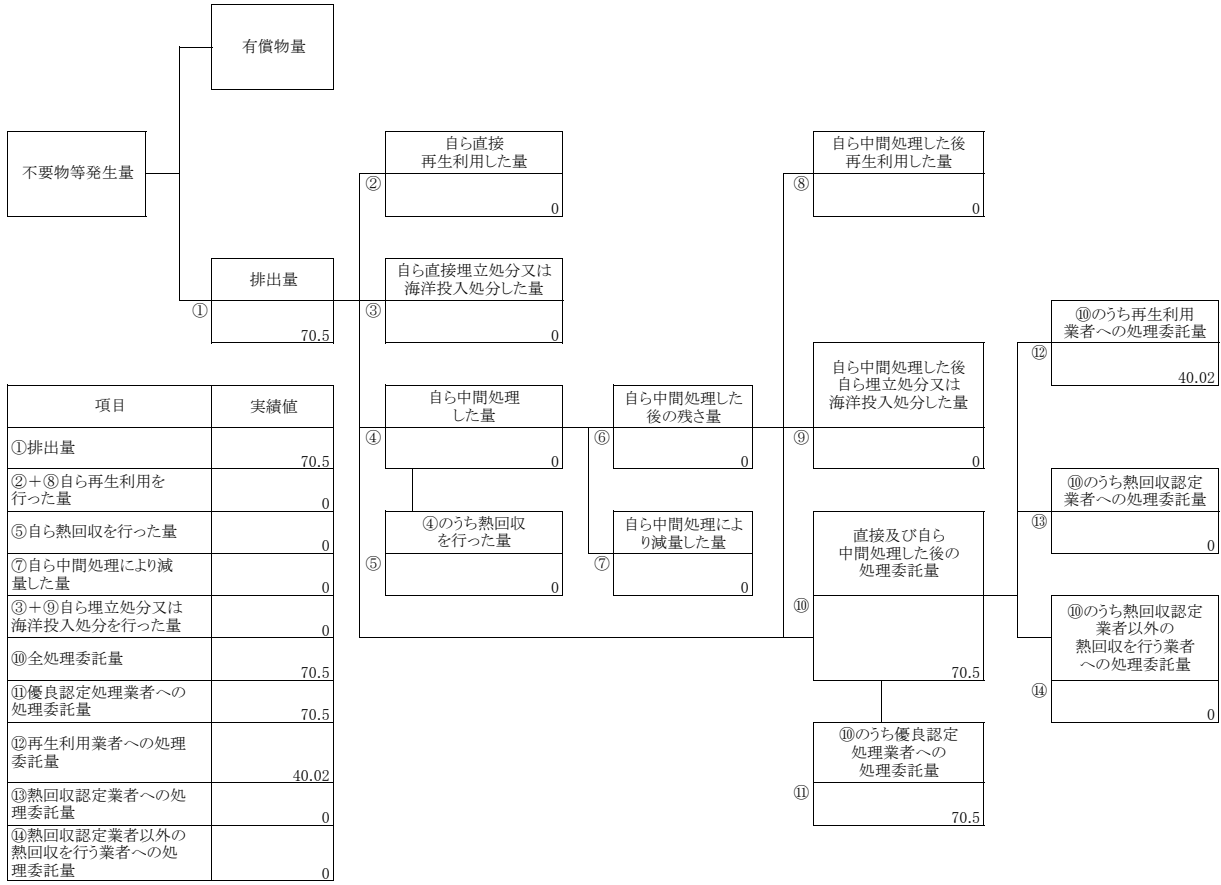 有償物量
不要物等発生量
自ら直接
再生利用した量
②
0
自ら中間処理した後
再生利用した量
⑧
0
排出量
①
70.5
自ら直接埋立処分又は
海洋投入処分した量
③
0
⑩のうち再生利用
業者への処理委託量
⑫
40.02
自ら中間処理した後
自ら埋立処分又は
海洋投入処分した量
⑨
0
自ら中間処理
した量
④
0
自ら中間処理した
後の残さ量
⑥
0
⑩のうち熱回収認定
業者への処理委託量
⑬
0
④のうち熱回収
を行った量
⑤
0
自ら中間処理によ
り減量した量
⑦
0
直接及び自ら
中間処理した後の
処理委託量
⑩
70.5
⑩のうち熱回収認定
業者以外の
熱回収を行う業者
への処理委託量
⑭
0
⑩のうち優良認定
処理業者への
処理委託量
⑪
70.5
項目 実績値
①排出量
70.5
②＋⑧自ら再生利用を
行った量
0
⑤自ら熱回収を行った量
0
⑦自ら中間処理により減
量した量
0
③＋⑨自ら埋立処分又は
海洋投入処分を行った量
0
⑩全処理委託量
70.5
⑪優良認定処理業者への
処理委託量
70.5
⑫再生利用業者への処理
委託量
40.02
⑬熱回収認定業者への処
理委託量
0
⑭熱回収認定業者以外の
熱回収を行う業者への処
理委託量
0